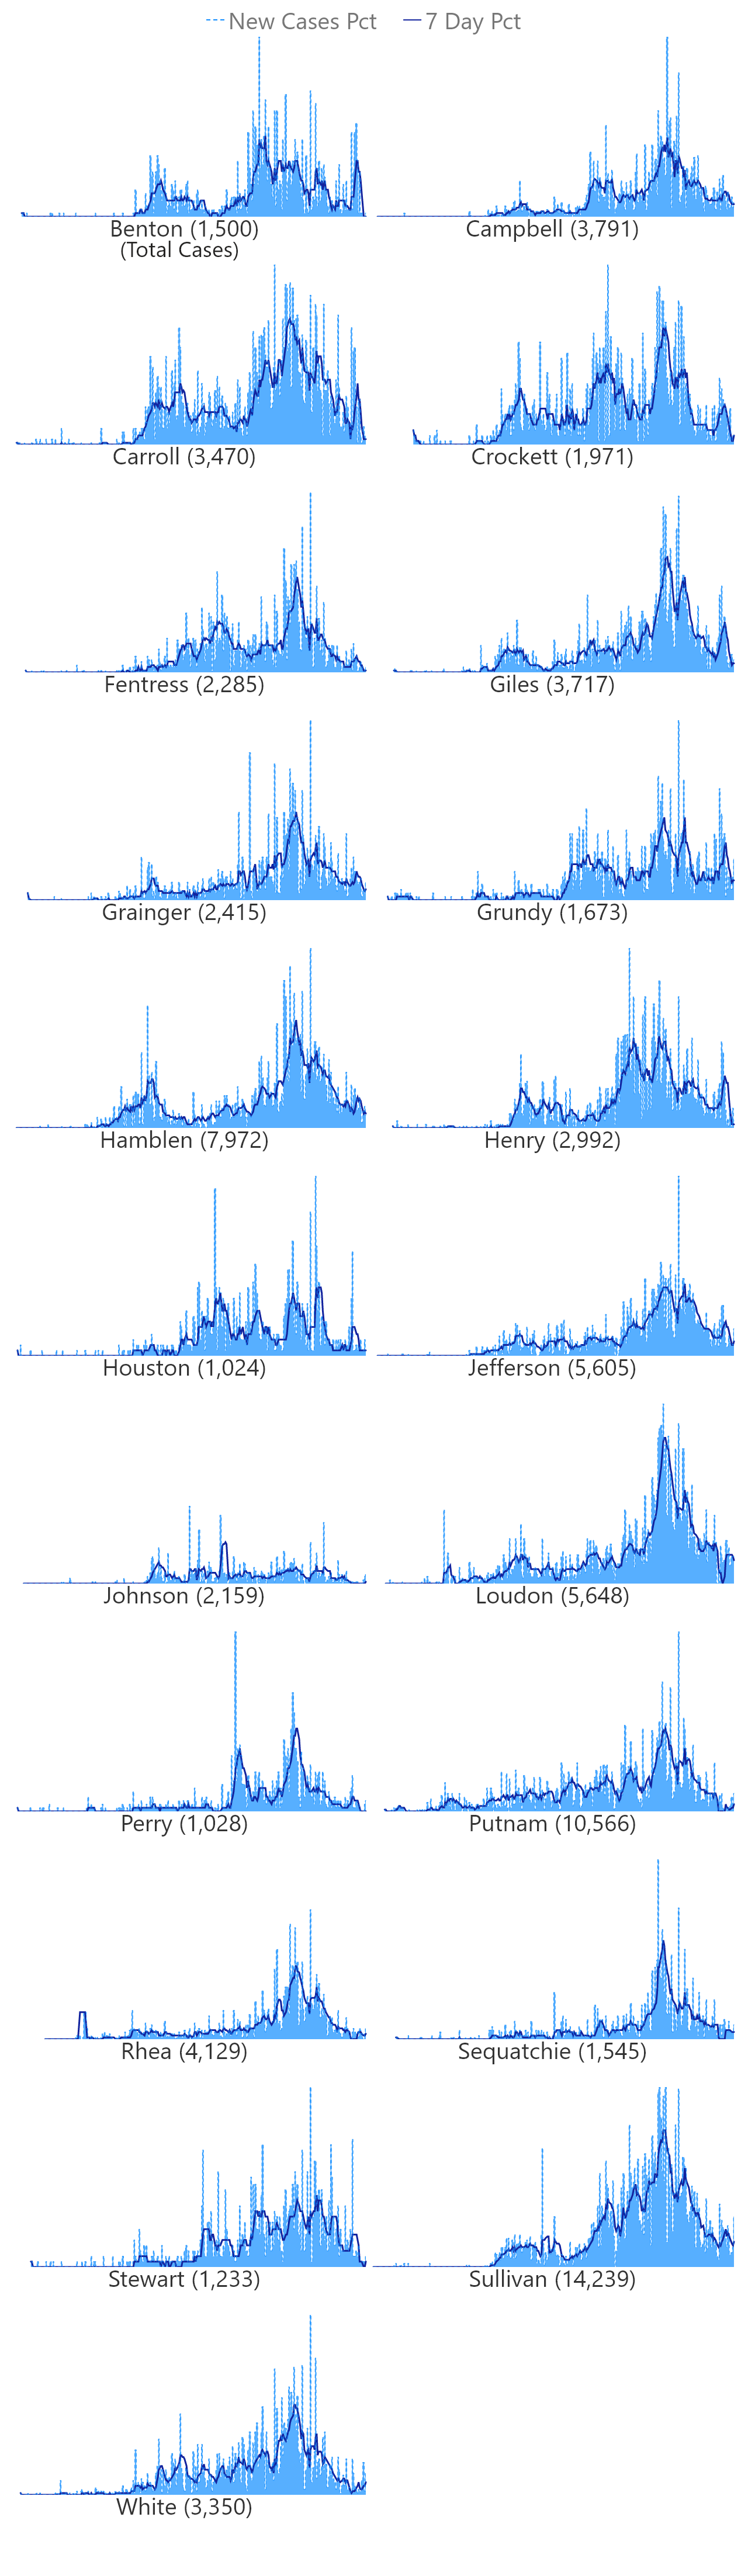 New Cases Pct 7 Day Pct
Benton (1,500) Campbell (3,791)
(Total Cases)
Carroll (3,470) Crockett (1,971)
Fentress (2,285) Giles (3,717)
Grainger (2,415) Grundy (1,673)
Hamblen (7,972) Henry (2,992)
Houston (1,024) Jefferson (5,605)
Johnson (2,159) Loudon (5,648)
Perry (1,028) Putnam (10,566)
Rhea (4,129) Sequatchie (1,545)
Stewart (1,233) Sullivan (14,239)
White (3,350)